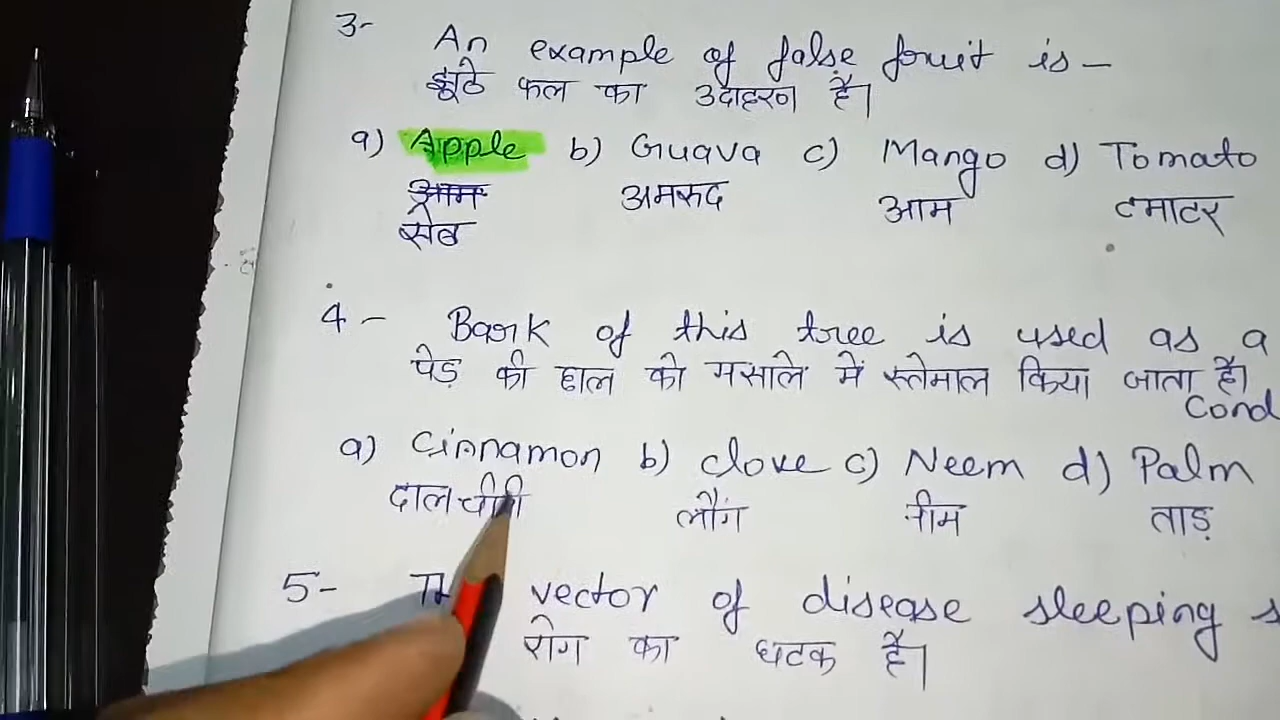 3- An example of false fruit is –
झूठे फल का उदाहरन है।
a) Apple b) Guava c) Mango d) Tomato
आम अमरुद आम टमाटर
सेब
4 - Bark of this tree is used as a
पेड़ की छाल को मसाले में स्तेमाल किया जाता है।
Cond
a) Cinnamon b) clove c) Neem d) Palm
दालचीनी लौंग नीम ताड़
5- vector of disease sleeping s
रोग का घटक है।